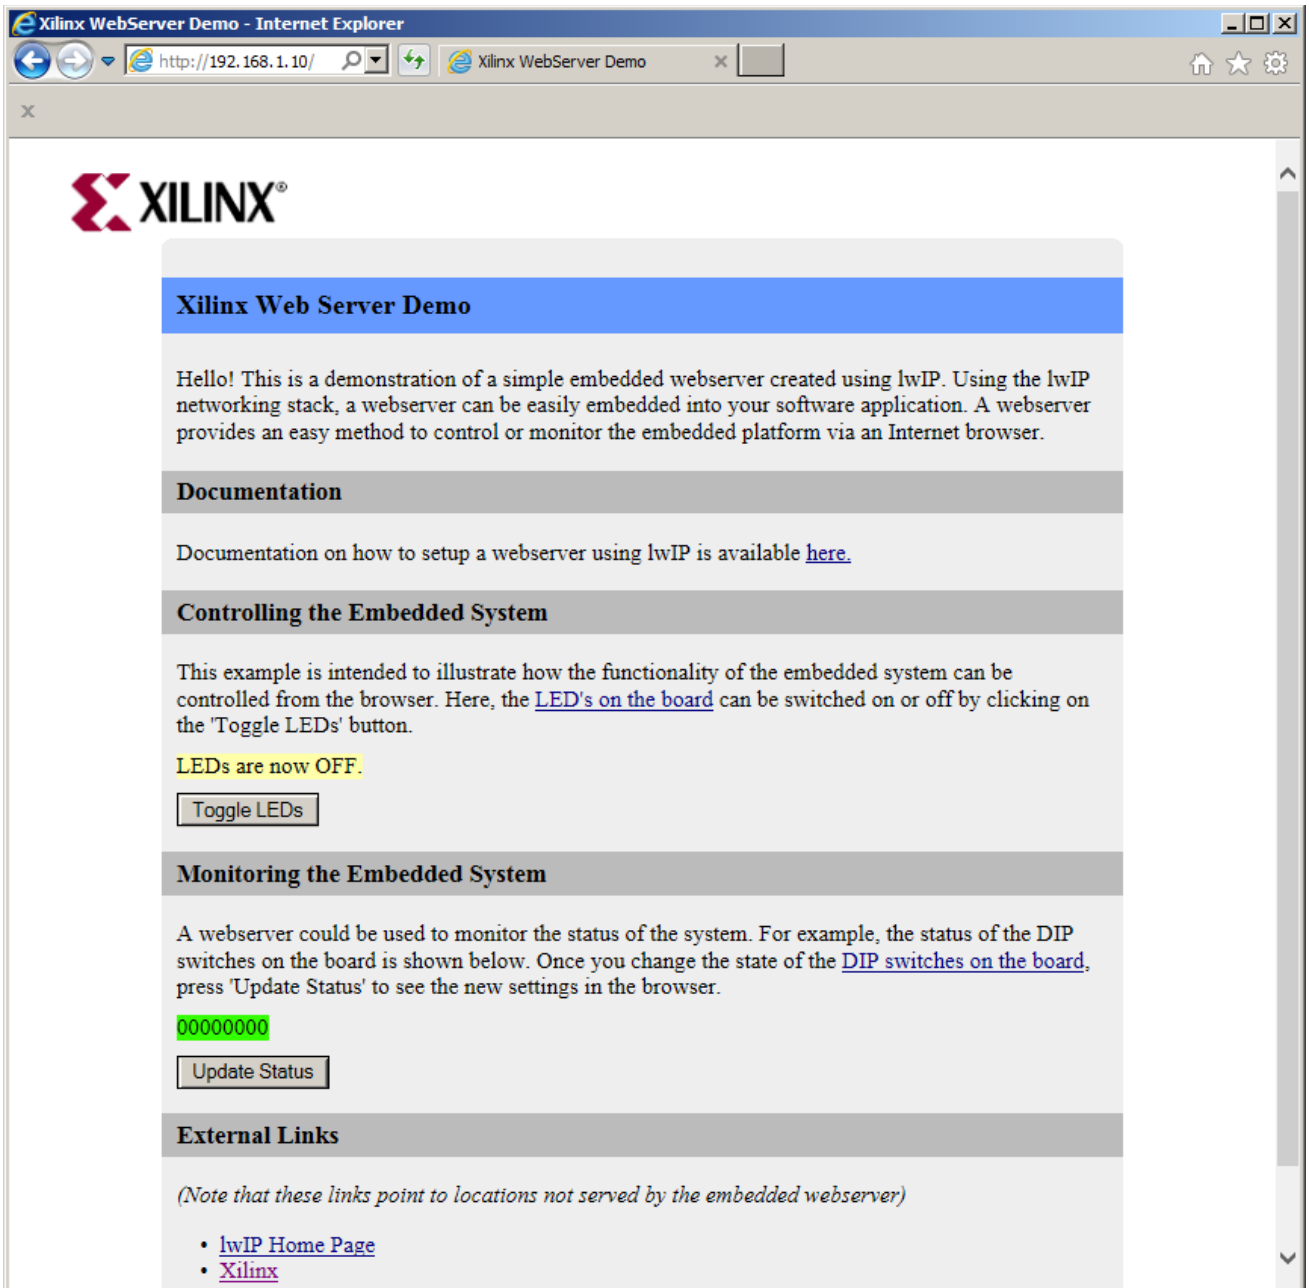 Xilinx WebServer Demo - Internet Explorer
http://192.168.1.10/
Xilinx WebServer Demo
XILINX®
Xilinx Web Server Demo
Hello! This is a demonstration of a simple embedded webserver created using lwIP. Using the lwIP
networking stack, a webserver can be easily embedded into your software application. A webserver
provides an easy method to control or monitor the embedded platform via an Internet browser.
Documentation
Documentation on how to setup a webserver using lwIP is available here.
Controlling the Embedded System
This example is intended to illustrate how the functionality of the embedded system can be
controlled from the browser. Here, the LED's on the board can be switched on or off by clicking on
the 'Toggle LEDs' button.
LEDs are now OFF.
Toggle LEDs
Monitoring the Embedded System
A webserver could be used to monitor the status of the system. For example, the status of the DIP
switches on the board is shown below. Once you change the state of the DIP switches on the board,
press 'Update Status' to see the new settings in the browser.
00000000
Update Status
External Links
(Note that these links point to locations not served by the embedded webserver)
• lwIP Home Page
• Xilinx